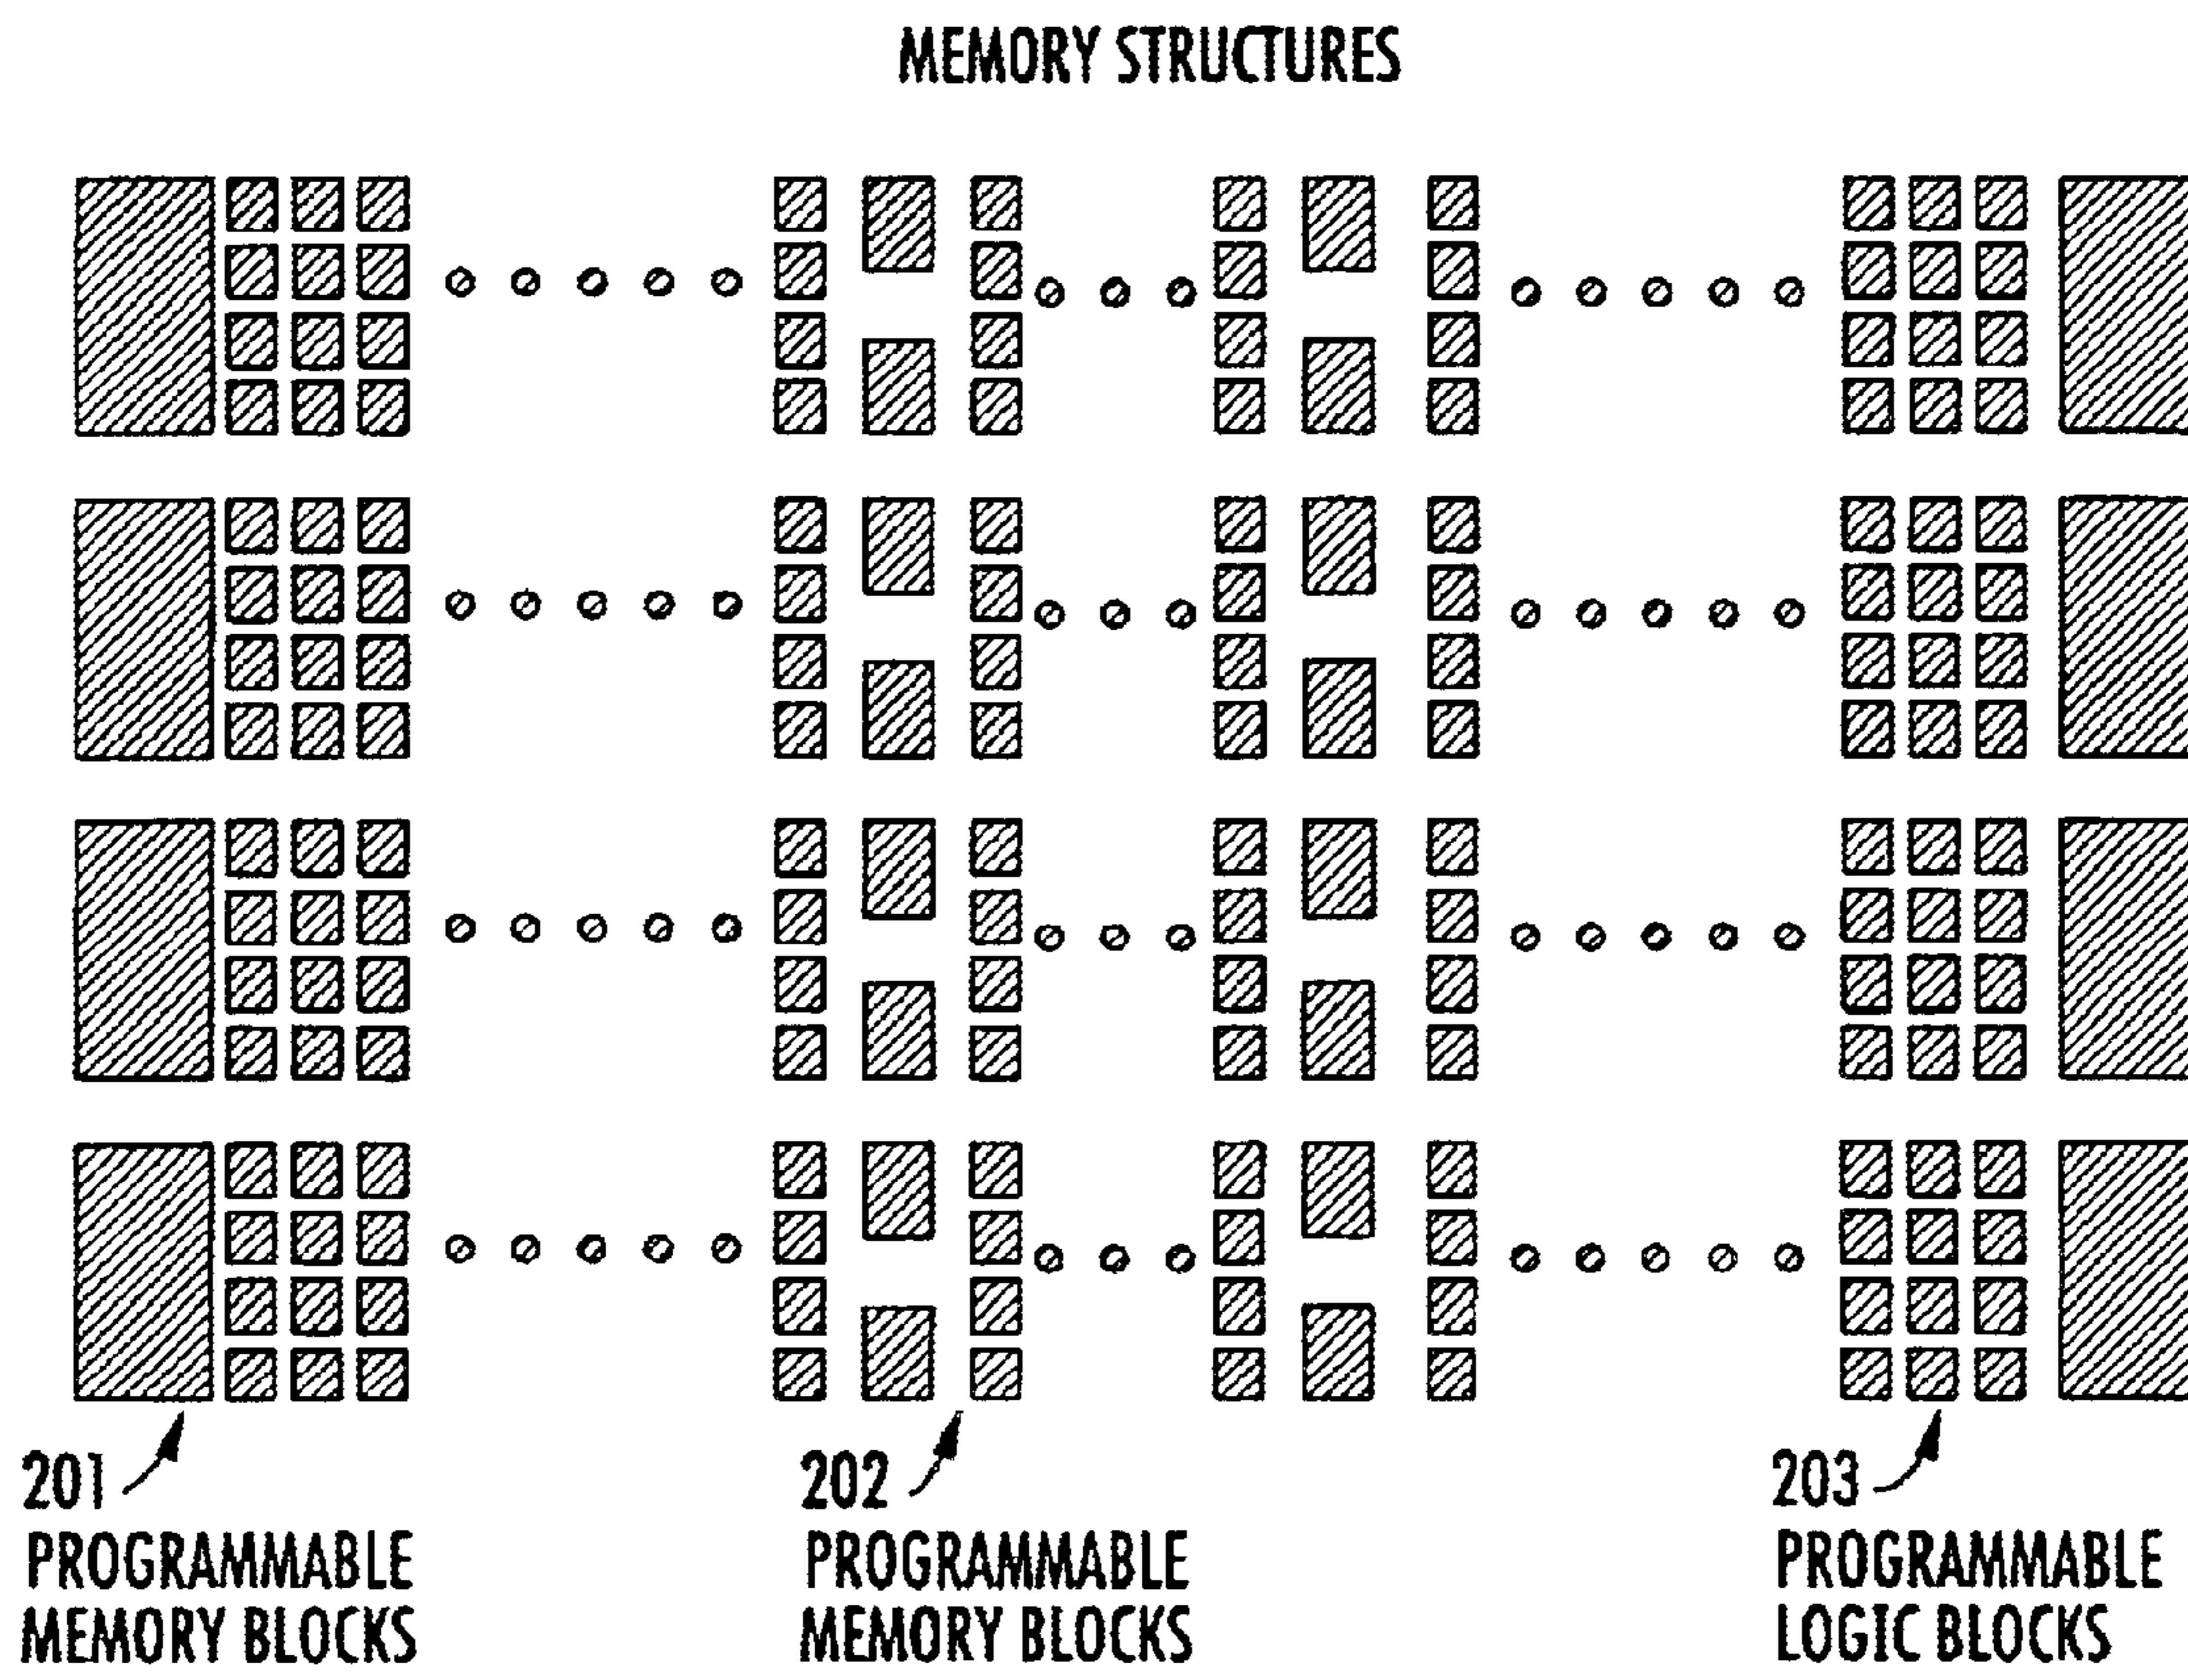 MEMORY STRUCTURES
201
PROGRAMMABLE
MEMORY BLOCKS
202
PROGRAMMABLE
MEMORY BLOCKS
203
PROGRAMMABLE
LOGIC BLOCKS